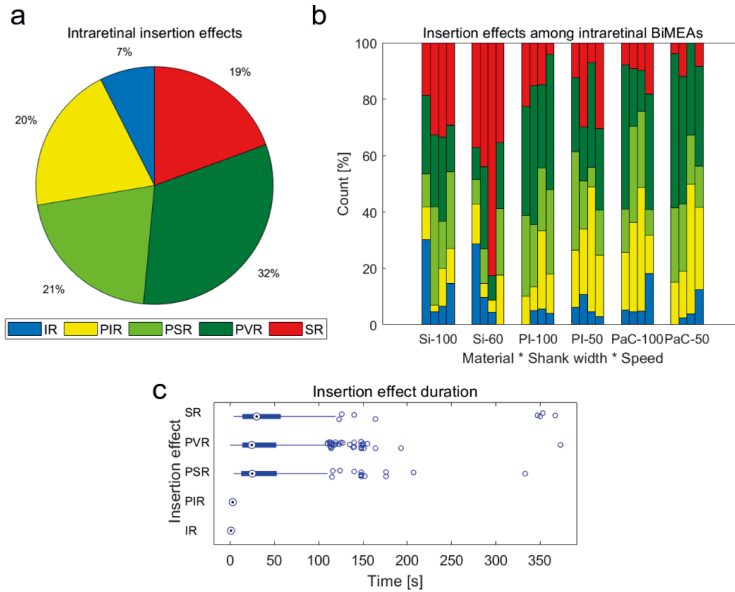 a
Intraretinal insertion effects
7%
19%
20%
21%
32%
IR
PIR
PSR
PVR
SR
b
Insertion effects among intraretinal BiMEAs
Count [%]
100
80
60
40
20
0
Si-100
Si-60
PI-100
PI-50
PaC-100
PaC-50
Material * Shank width * Speed
c
Insertion effect duration
Insertion effect
SR
PVR
PSR
PIR
IR
0
50
100
150
200
250
300
350
Time [s]